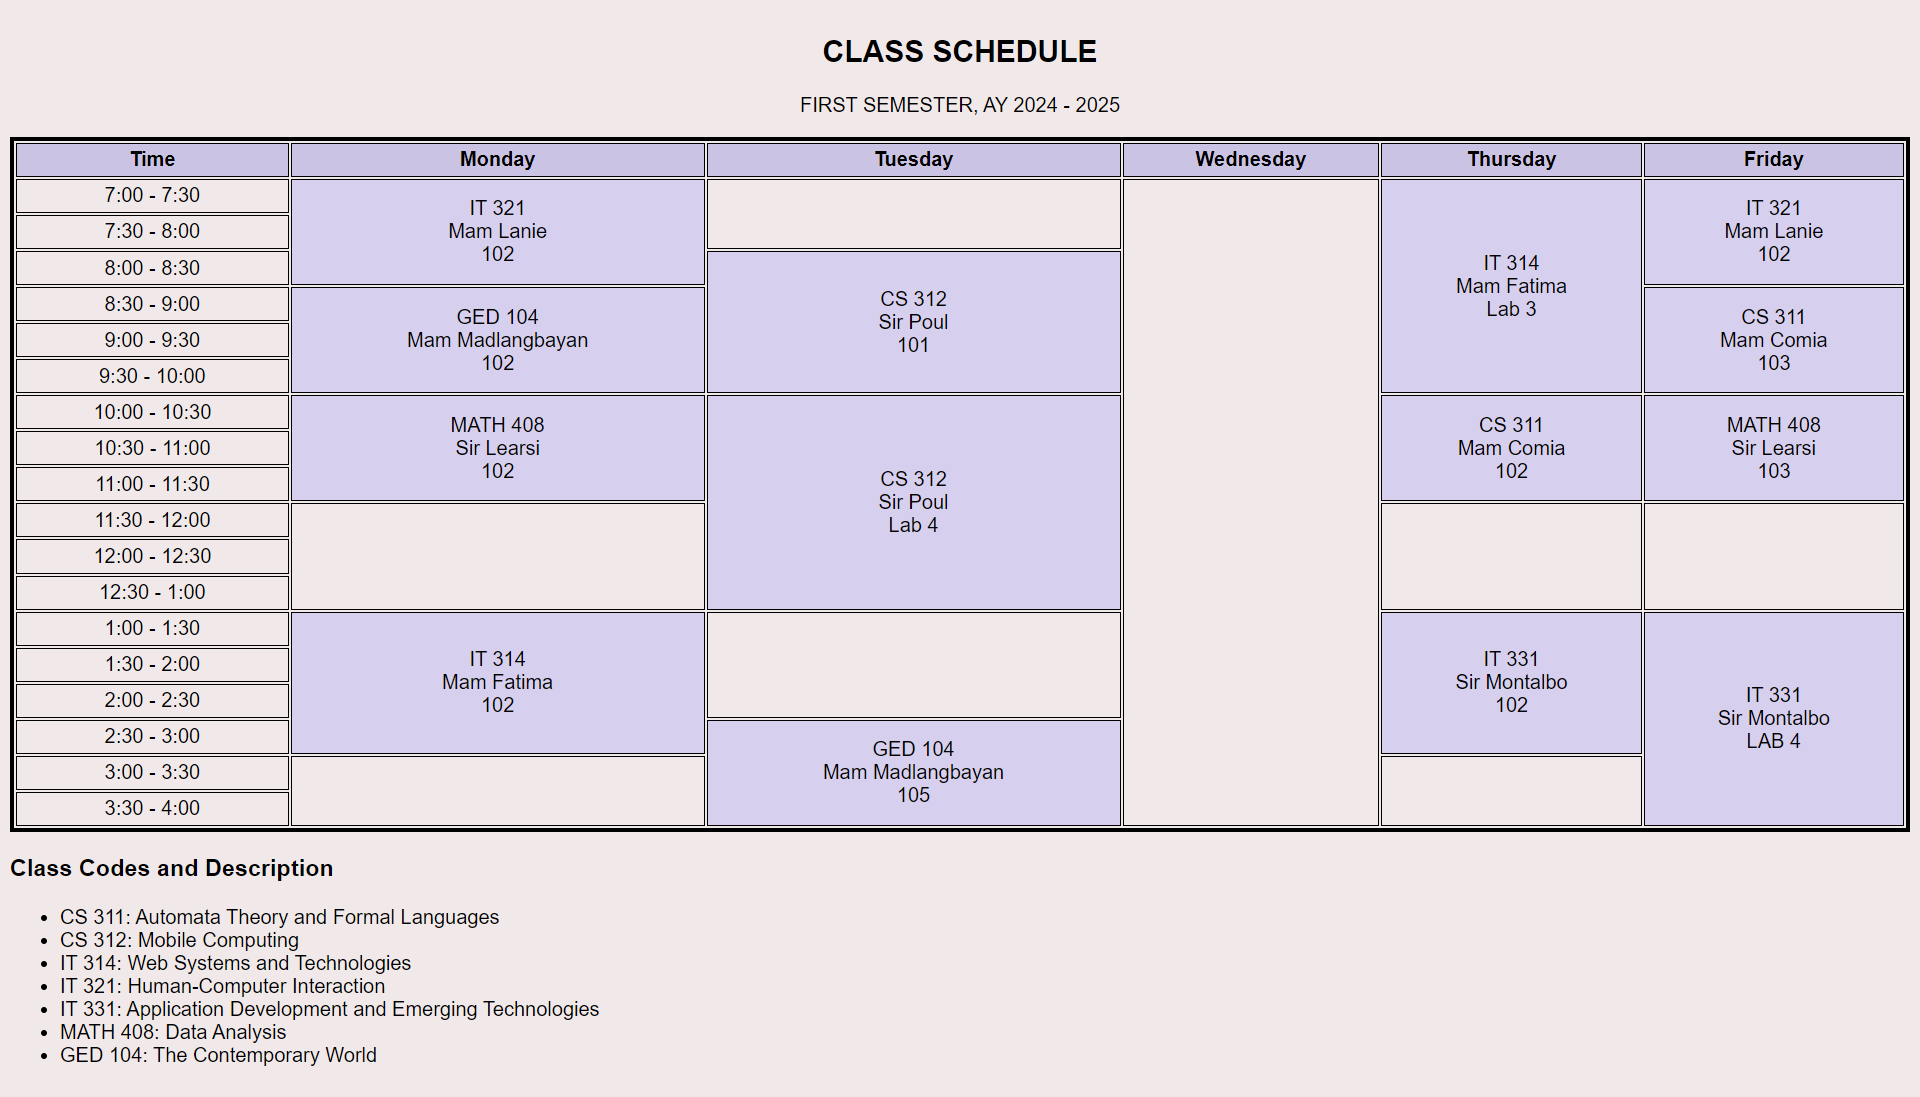 CLASS SCHEDULE
FIRST SEMESTER, AY 2024 - 2025
Time Monday Tuesday Wednesday Thursday Friday
7:00 - 7:30
7:30 - 8:00
8:00 - 8:30
8:30 - 9:00
9:00 - 9:30
9:30 - 10:00
10:00 - 10:30
10:30 - 11:00
11:00 - 11:30
11:30 - 12:00
12:00 - 12:30
12:30 - 1:00
1:00 - 1:30
1:30 - 2:00
2:00 - 2:30
2:30 - 3:00
3:00 - 3:30
3:30 - 4:00
IT 321
Mam Lanie
102
GED 104
Mam Madlangbayan
102
MATH 408
Sir Learsi
102
IT 314
Mam Fatima
102
CS 312
Sir Poul
101
CS 312
Sir Poul
Lab 4
GED 104
Mam Madlangbayan
105
IT 314
Mam Fatima
Lab 3
CS 311
Mam Comia
102
IT 331
Sir Montalbo
102
IT 321
Mam Lanie
102
CS 311
Mam Comia
103
MATH 408
Sir Learsi
103
IT 331
Sir Montalbo
LAB 4
Class Codes and Description
• CS 311: Automata Theory and Formal Languages
• CS 312: Mobile Computing
• IT 314: Web Systems and Technologies
• IT 321: Human-Computer Interaction
• IT 331: Application Development and Emerging Technologies
• MATH 408: Data Analysis
• GED 104: The Contemporary World